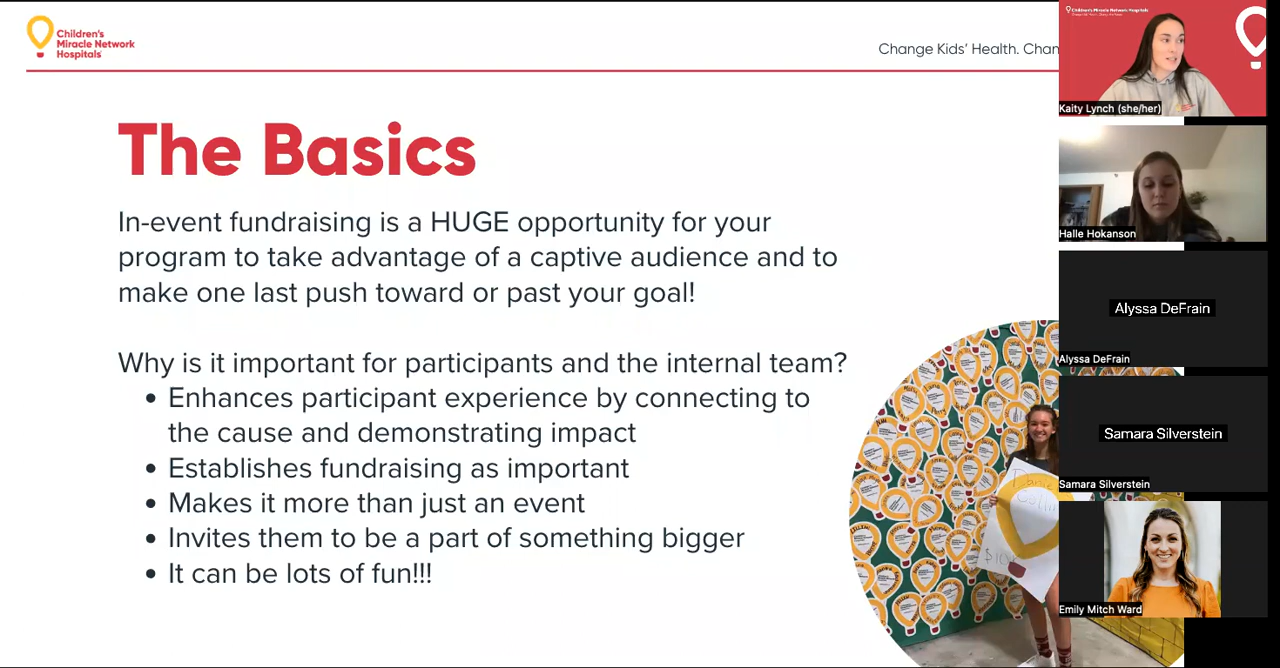 Children's
Miracle Network
Hospitals
Change Kids' Health. Chan
The Basics
In-event fundraising is a HUGE opportunity for your
program to take advantage of a captive audience and to
make one last push toward or past your goal!
Why is it important for participants and the internal team?
• Enhances participant experience by connecting to
the cause and demonstrating impact
• Establishes fundraising as important
• Makes it more than just an event
• Invites them to be a part of something bigger
• It can be lots of fun!!!
Children's Miracle Network Hospitals
Kaity Lynch (she/her)
Halle Hokanson
Alyssa DeFrain
Alyssa DeFrain
Samara Silverstein
Samara Silverstein
Emily Mitch Ward